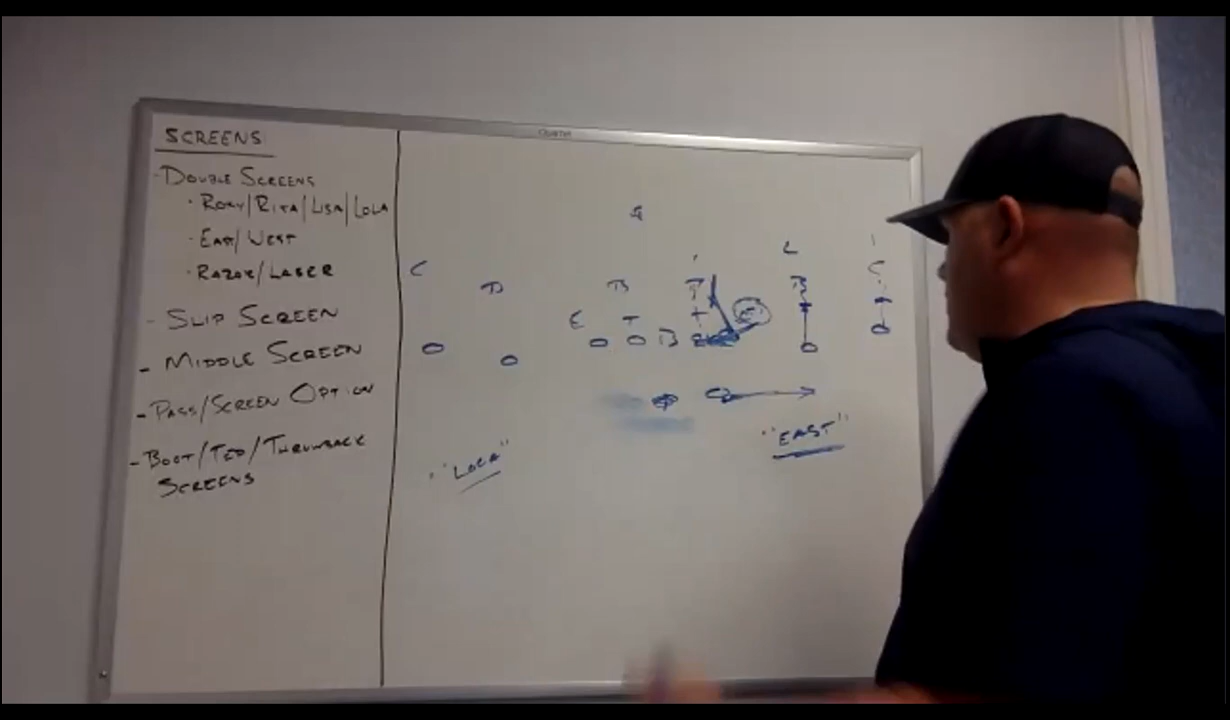 SCREENS
- DOUBLE SCREENS
• ROXY/RITA/LISA/LOLA
• EAST/WEST
• RAZOR/LASER
- SLIP SCREEN
- MIDDLE SCREEN
- PASS/SCREEN OPTION
- BOOT/TED/THROWBACK
SCREENS
C
D
E
T
B
B
C
"LOLA"
"EAST"